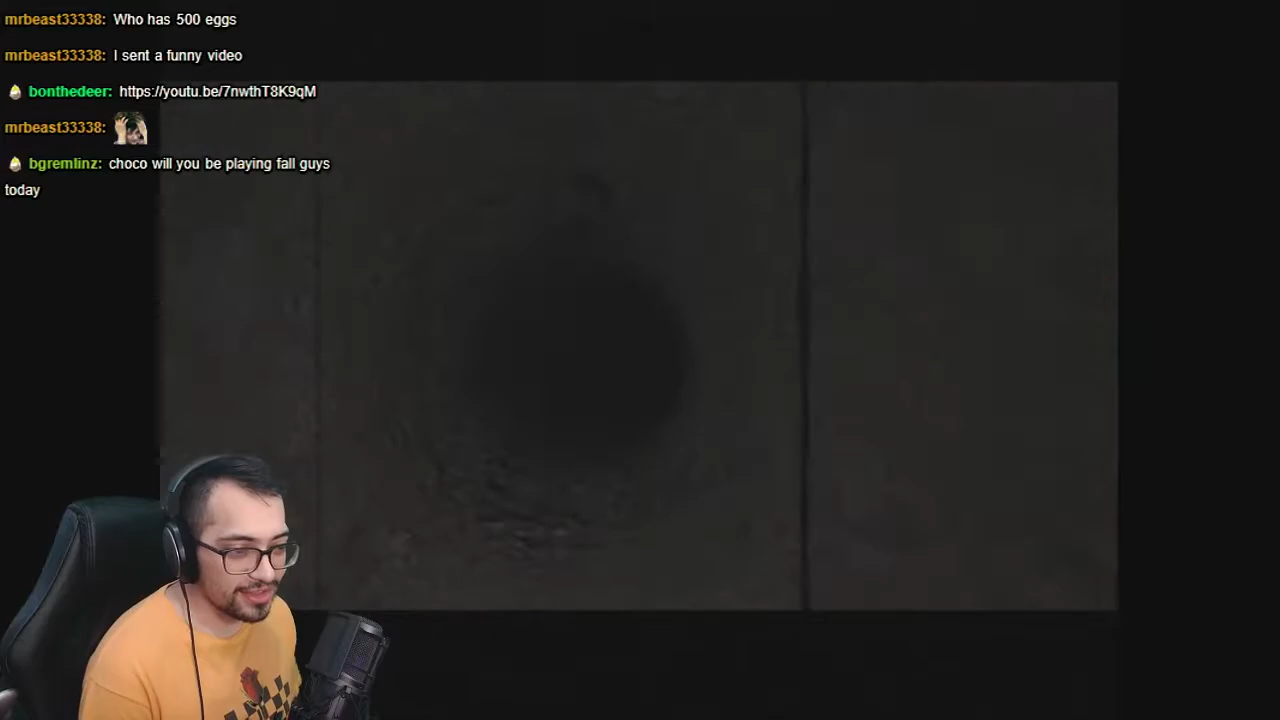 mrbeast33338: Who has 500 eggs
mrbeast33338: I sent a funny video
bonthedeer: https://youtu.be/7nwthT8K9qM
mrbeast33338:
bgremlinz: choco will you be playing fall guys
today